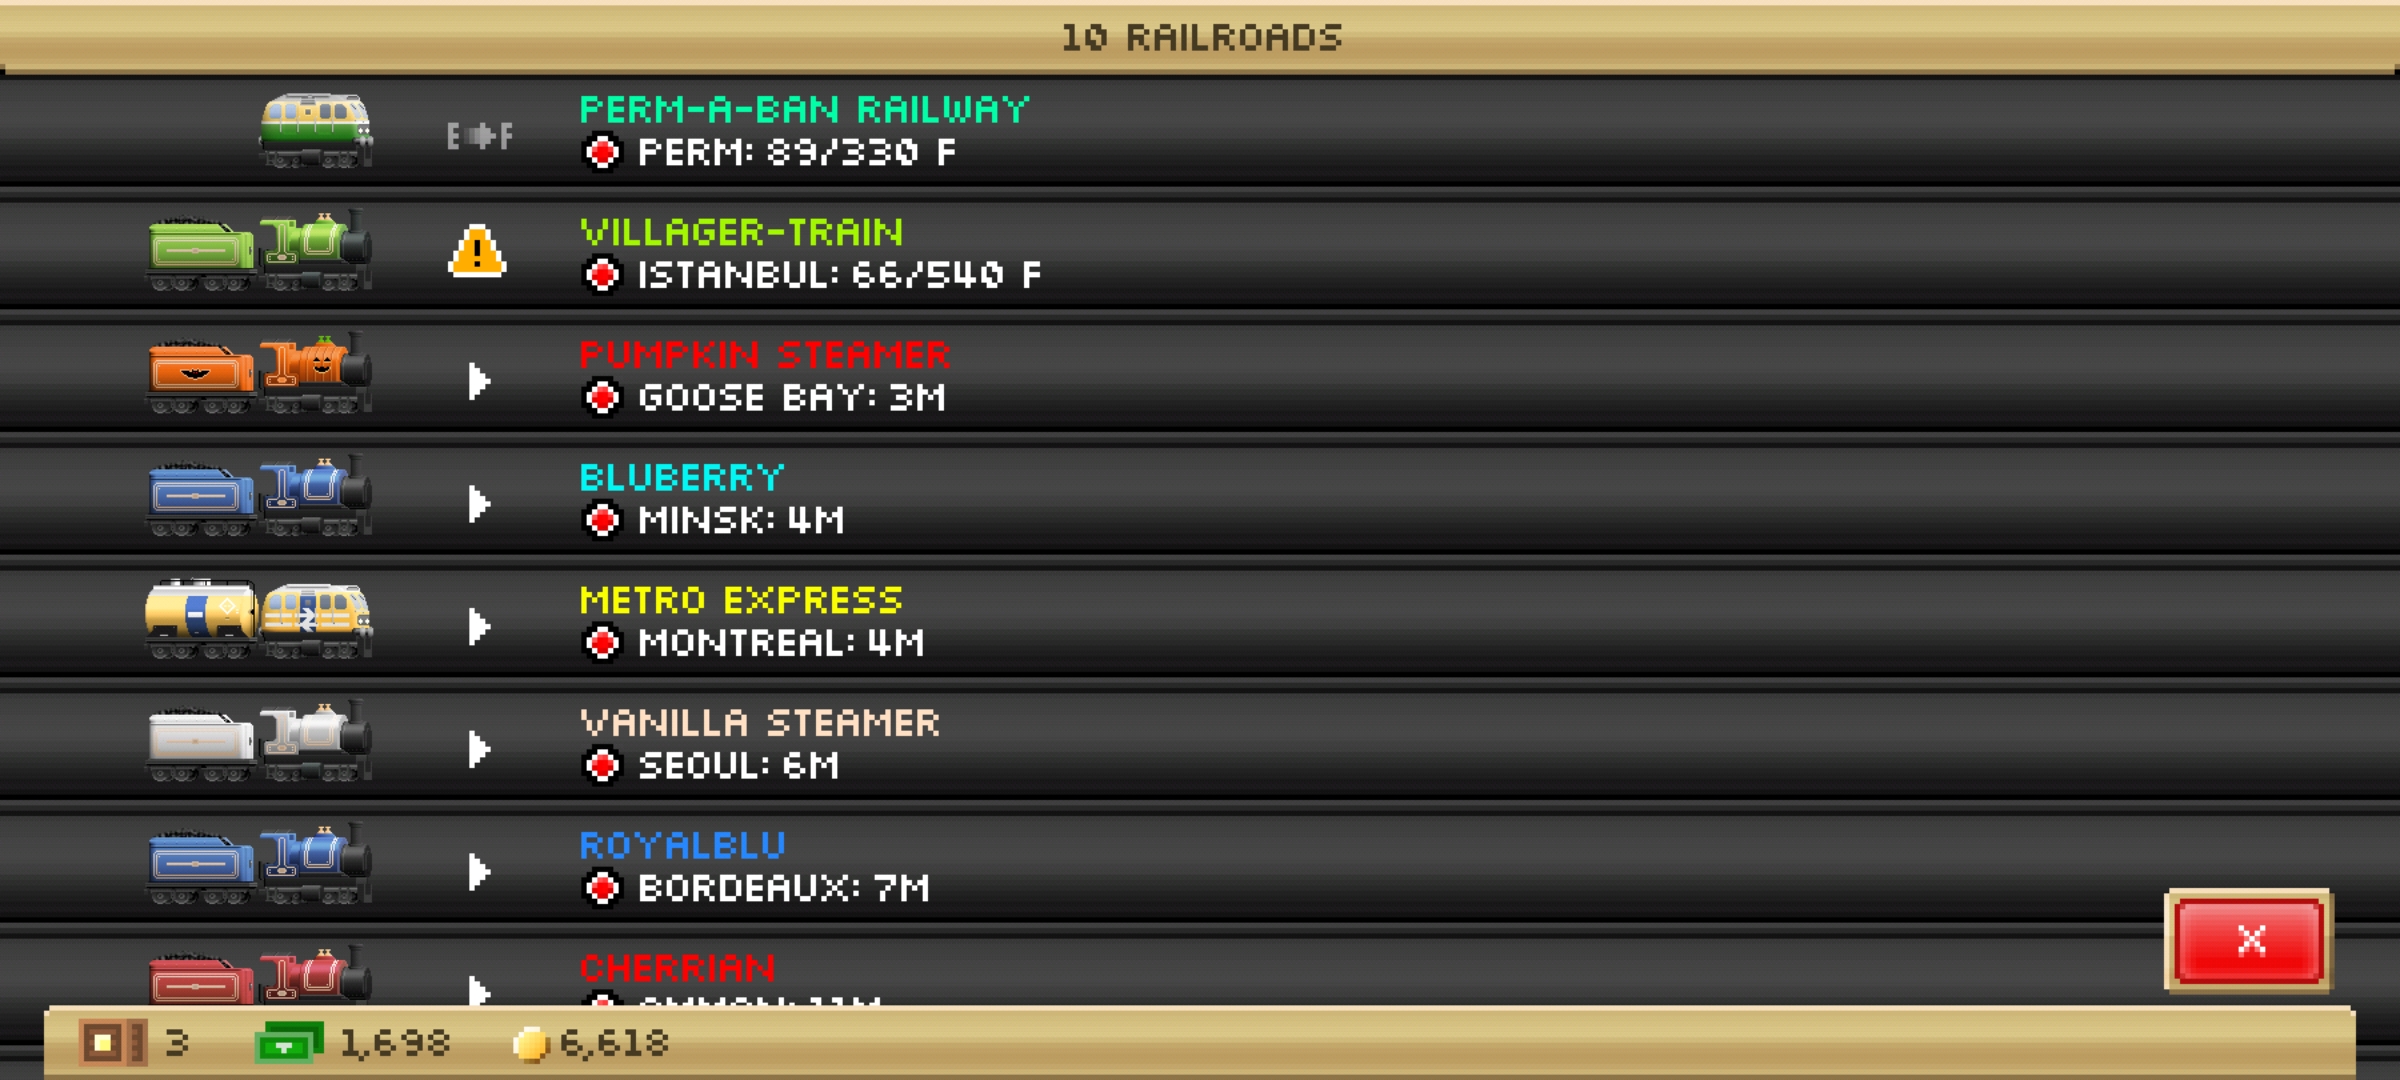 10 RAILROADS
PERM-A-BAN RAILWAY
E F
PERM: 89/330 F
VILLAGER-TRAIN
ISTANBUL: 66/540 F
PUMPKIN STEAMER
GOOSE BAY: 3M
BLUBERRY
MINSK: 4M
METRO EXPRESS
MONTREAL: 4M
VANILLA STEAMER
SEOUL: 6M
ROYALBLU
BORDEAUX: 7M
X
CHERRIAN
3 1,698 6,618